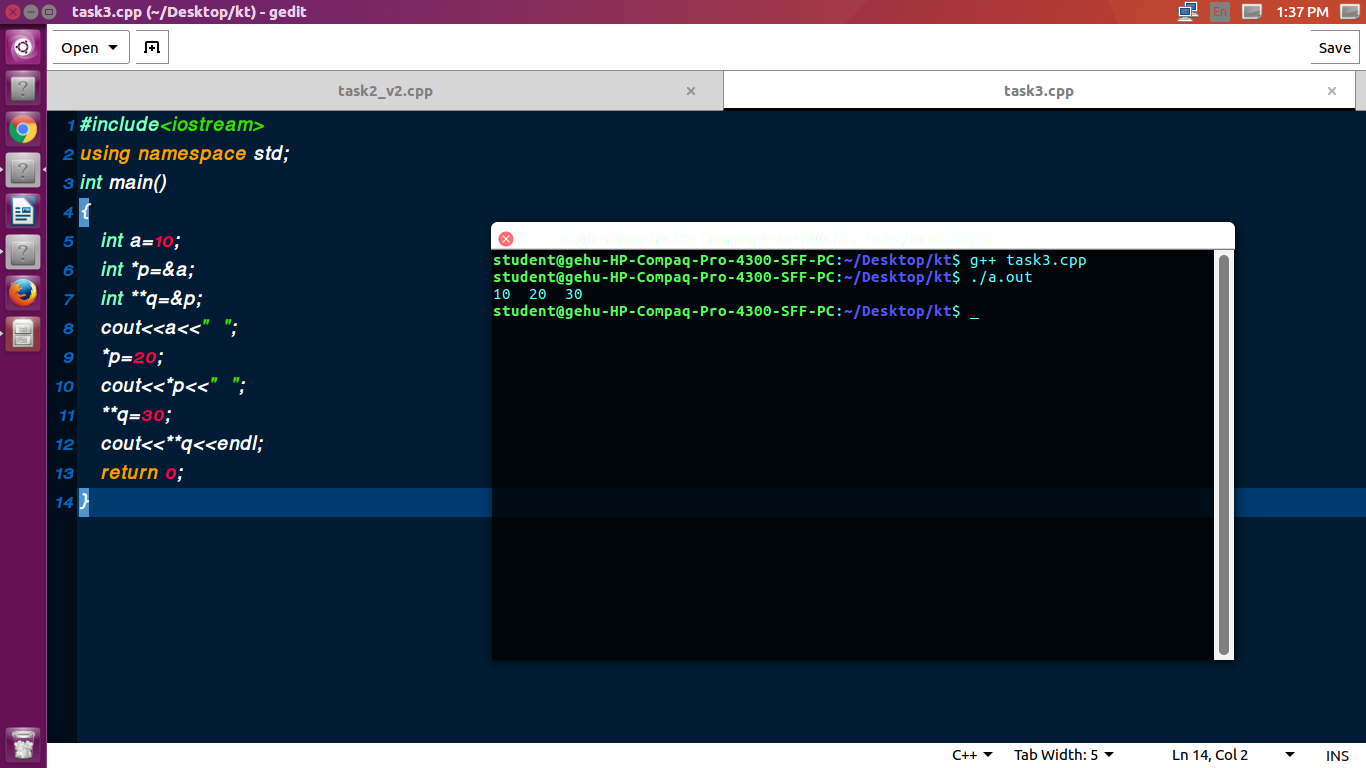 task3.cpp (~/Desktop/kt) - gedit
En
1:37 PM
Open
Save
task2_v2.cpp
task3.cpp
1 #include<iostream>
2 using namespace std;
3 int main()
4 {
5 int a=10;
6 int *p=&a;
7 int **q=&p;
8 cout<<a<<"  ";
9 *p=20;
10 cout<<*p<<"  ";
11 **q=30;
12 cout<<**q<<endl;
13 return 0;
14 }
student@gehu-HP-Compaq-Pro-4300-SFF-PC:~/Desktop/kt$ g++ task3.cpp
student@gehu-HP-Compaq-Pro-4300-SFF-PC:~/Desktop/kt$ ./a.out
10  20  30
student@gehu-HP-Compaq-Pro-4300-SFF-PC:~/Desktop/kt$ _
C++
Tab Width: 5
Ln 14, Col 2
INS